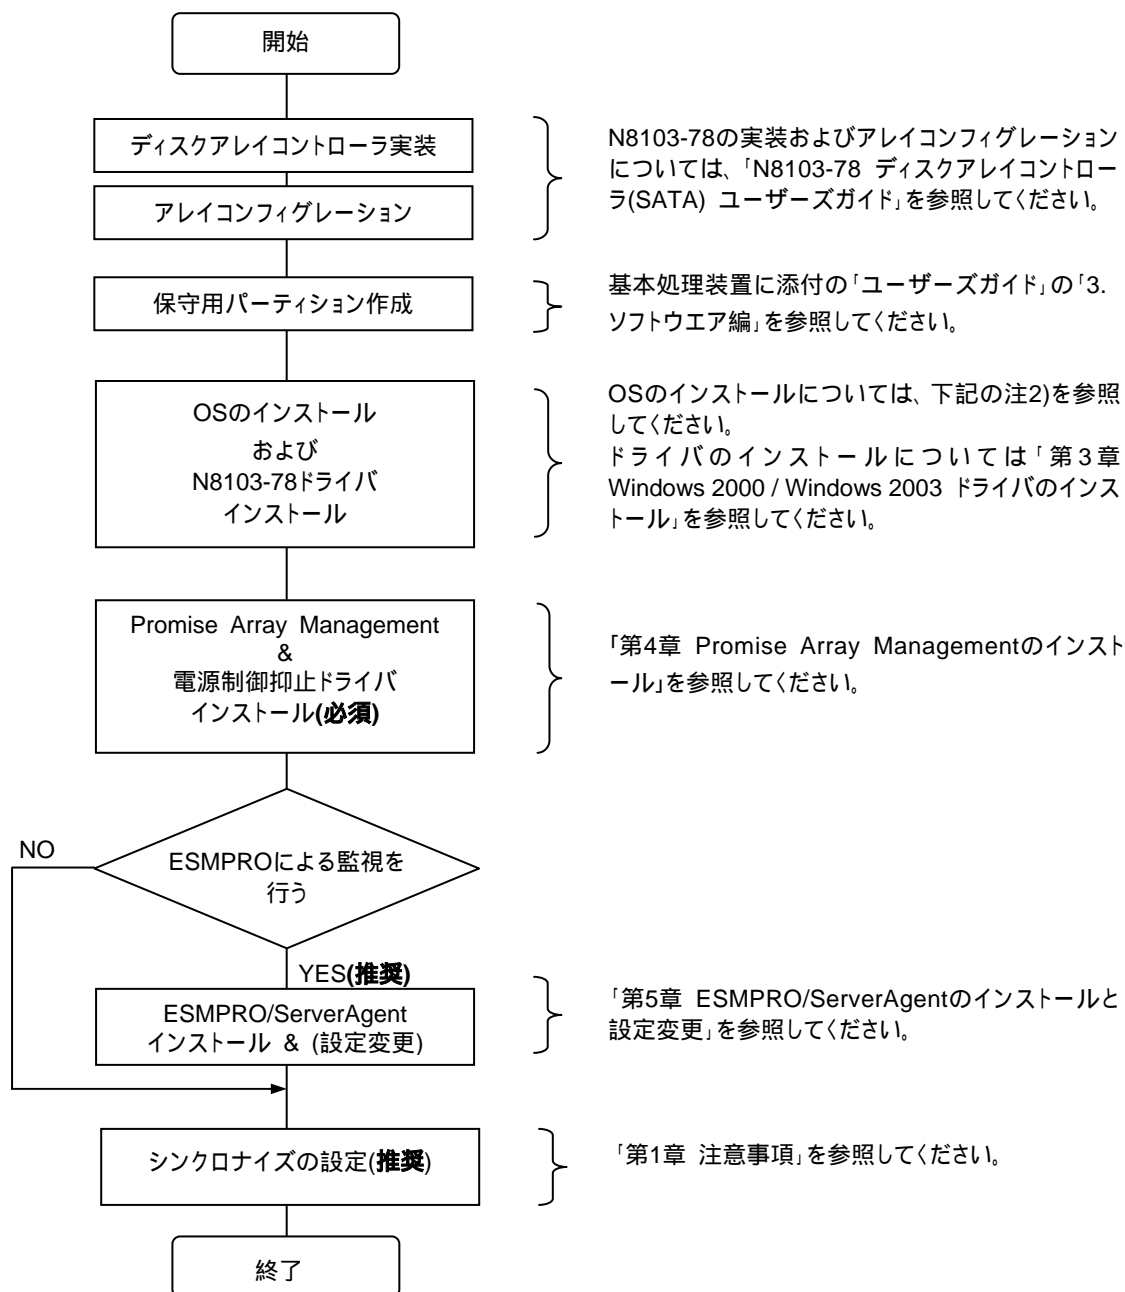 開始
ディスクアレイコントローラ実装
アレイコンフィグレーション
N8103-78の実装およびアレイコンフィグレーション
については、「N8103-78 ディスクアレイコントロー
ラ(SATA) ユーザーズガイド」を参照してください。
保守用パーティション作成
基本処理装置に添付の「ユーザーズガイド」の「3.
ソフトウエア編」を参照してください。
OSのインストール
および
N8103-78ドライバ
インストール
OSのインストールについては、下記の注2)を参照
してください。
ドライバのインストールについては「第3章
Windows 2000 / Windows 2003 ドライバのインス
トール」を参照してください。
Promise Array Management
&
電源制御抑止ドライバ
インストール(必須)
「第4章 Promise Array Managementのインスト
ール」を参照してください。
NO
ESMPROによる監視を
行う
YES(推奨)
ESMPRO/ServerAgent
インストール & (設定変更)
「第5章 ESMPRO/ServerAgentのインストールと
設定変更」を参照してください。
シンクロナイズの設定(推奨)
「第1章 注意事項」を参照してください。
終了